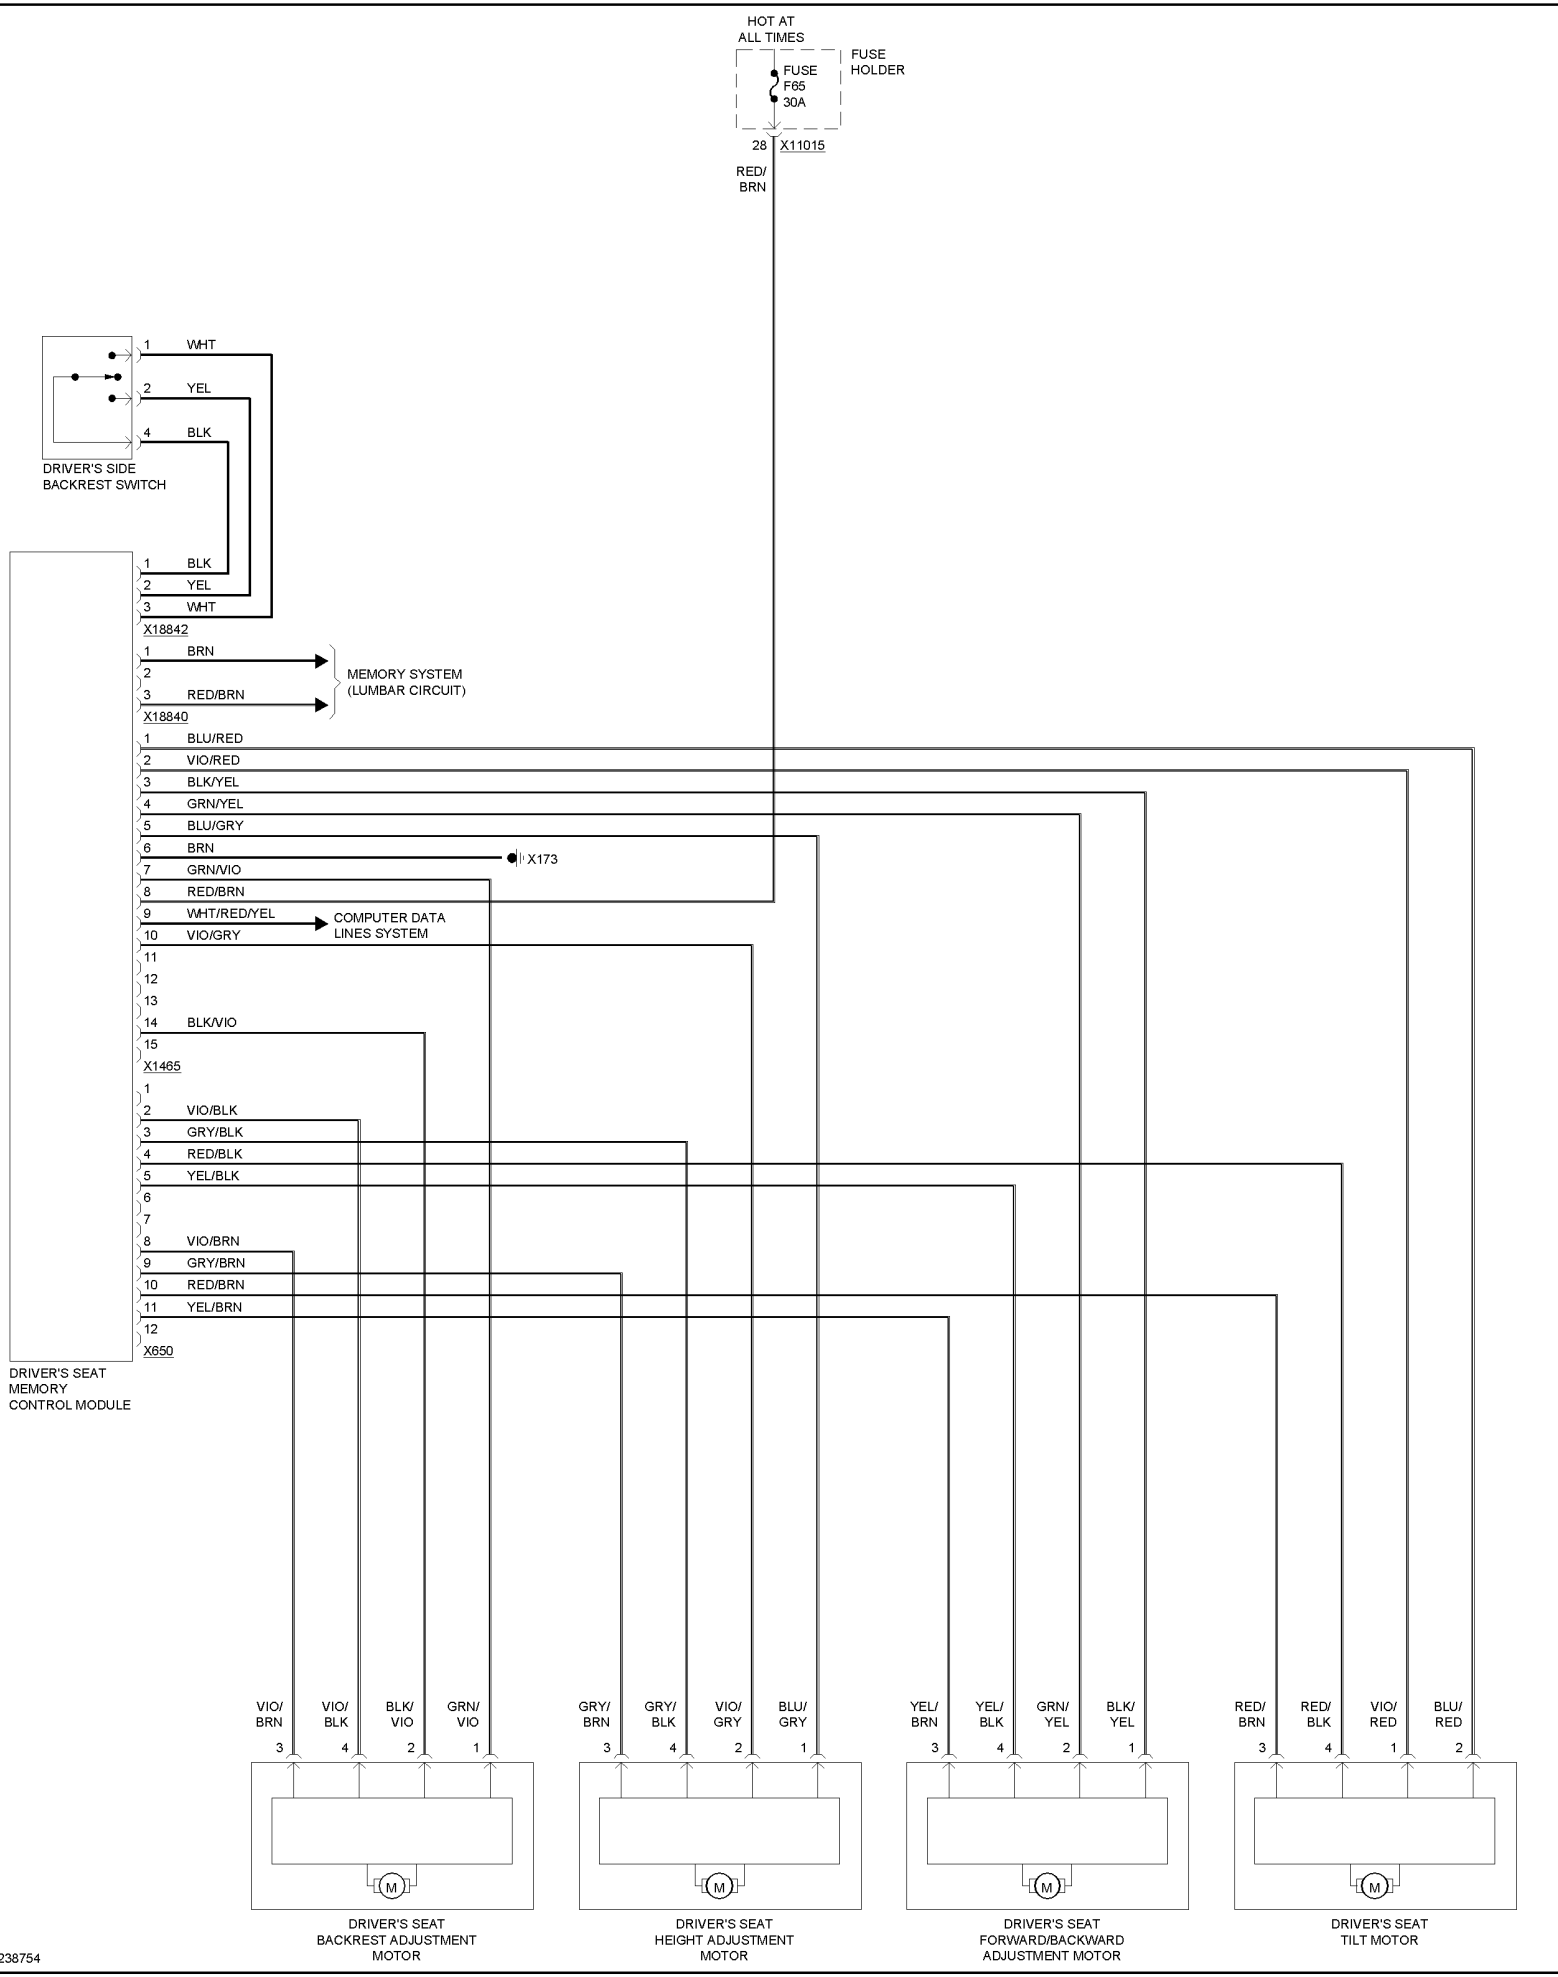 HOT AT
ALL TIMES
FUSE
HOLDER
FUSE
F65
30A
28 X11015
RED/
BRN
1 WHT
2 YEL
4 BLK
DRIVER'S SIDE
BACKREST SWITCH
1 BLK
2 YEL
3 WHT
X18842
1 BRN
2
3 RED/BRN
X18840
MEMORY SYSTEM
(LUMBAR CIRCUIT)
1 BLU/RED
2 VIO/RED
3 BLK/YEL
4 GRN/YEL
5 BLU/GRY
6 BRN
X173
7 GRN/VIO
8 RED/BRN
9 WHT/RED/YEL
COMPUTER DATA
LINES SYSTEM
10 VIO/GRY
11
12
13
14 BLK/VIO
15
X1465
1
2 VIO/BLK
3 GRY/BLK
4 RED/BLK
5 YEL/BLK
6
7
8 VIO/BRN
9 GRY/BRN
10 RED/BRN
11 YEL/BRN
12
X650
DRIVER'S SEAT
MEMORY
CONTROL MODULE
VIO/ VIO/ BLK/ GRN/ GRY/ GRY/ VIO/ BLU/ YEL/ YEL/ GRN/ BLK/ RED/ RED/ VIO/ BLU/
BRN BLK VIO VIO BRN BLK GRY GRY BRN BLK YEL YEL BRN BLK RED RED
3 4 2 1 3 4 2 1 3 4 2 1 3 4 1 2
M M M M
DRIVER'S SEAT
BACKREST ADJUSTMENT
MOTOR
DRIVER'S SEAT
HEIGHT ADJUSTMENT
MOTOR
DRIVER'S SEAT
FORWARD/BACKWARD
ADJUSTMENT MOTOR
DRIVER'S SEAT
TILT MOTOR
238754